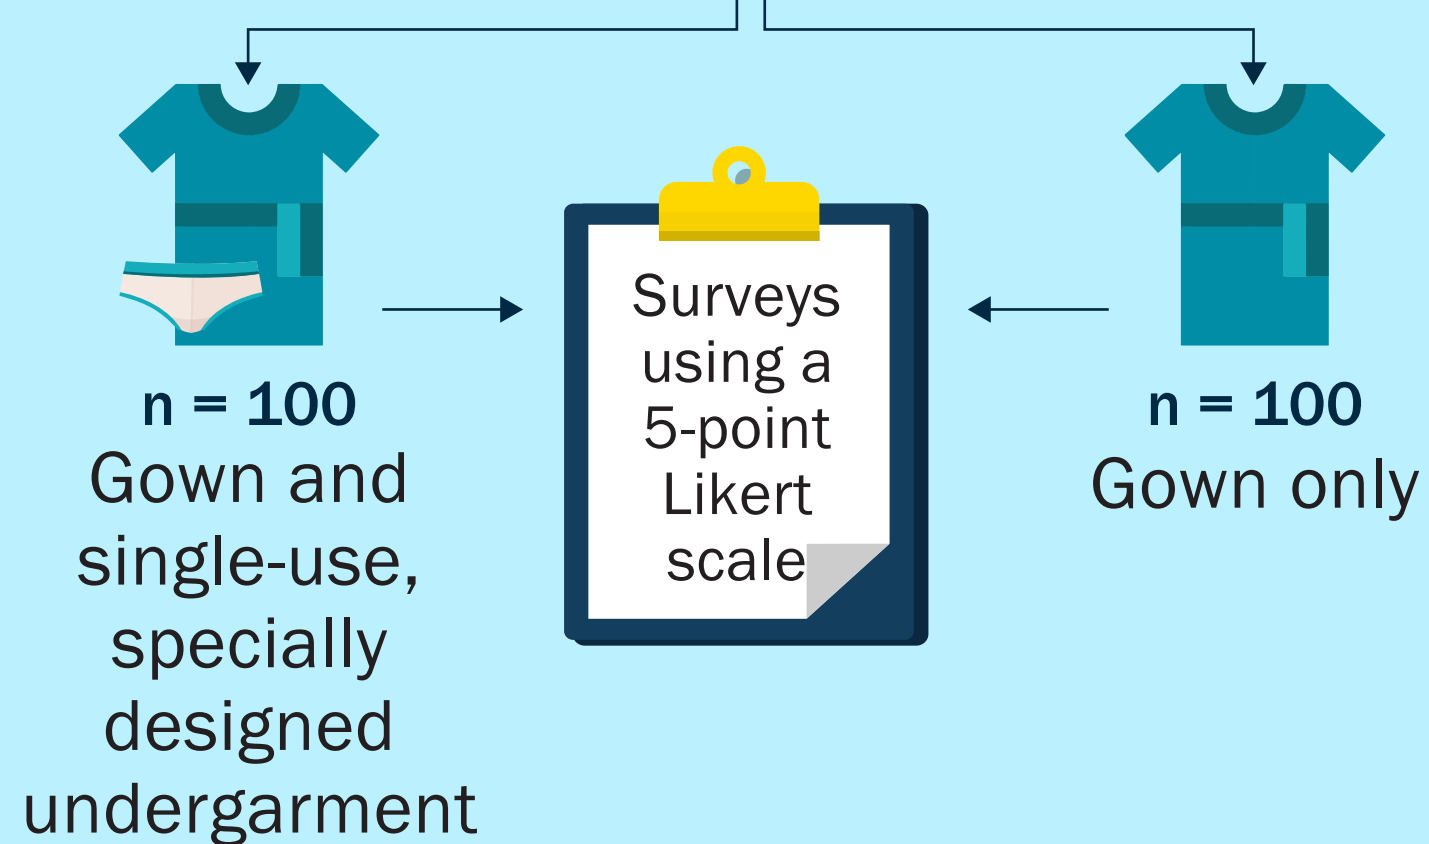 n = 100
Gown and
single-use,
specially
designed
undergarment
Surveys
using a
5-point
Likert
scale
n = 100
Gown only